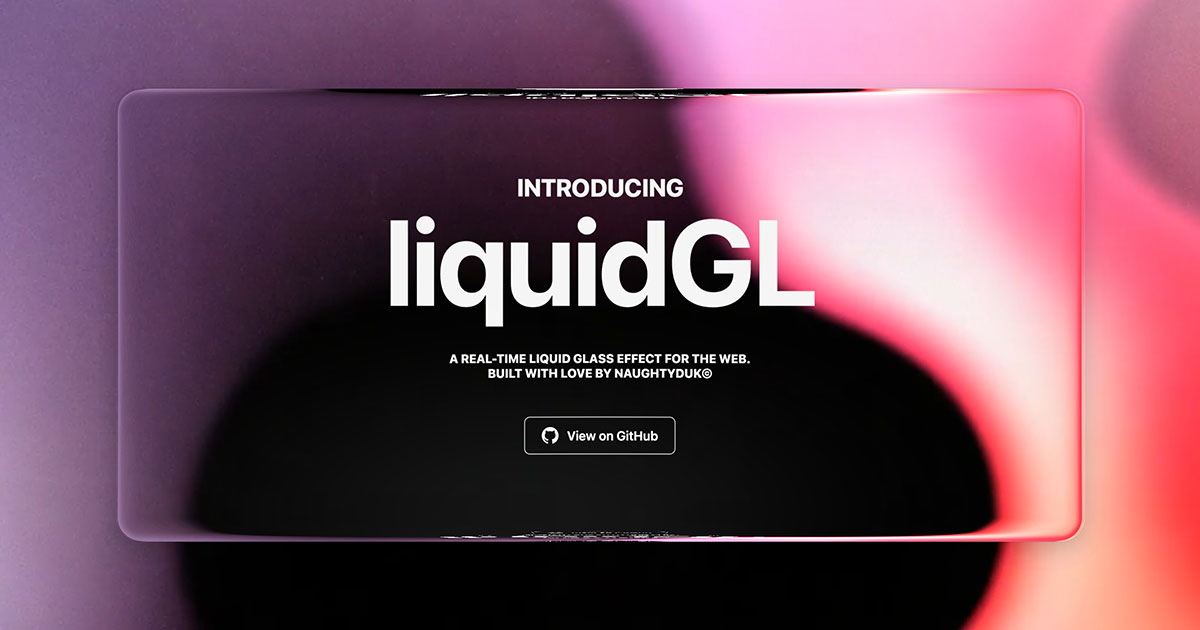 INTRODUCING
liquidGL
A REAL-TIME LIQUID GLASS EFFECT FOR THE WEB.
BUILT WITH LOVE BY NAUGHTYDUK©
View on GitHub